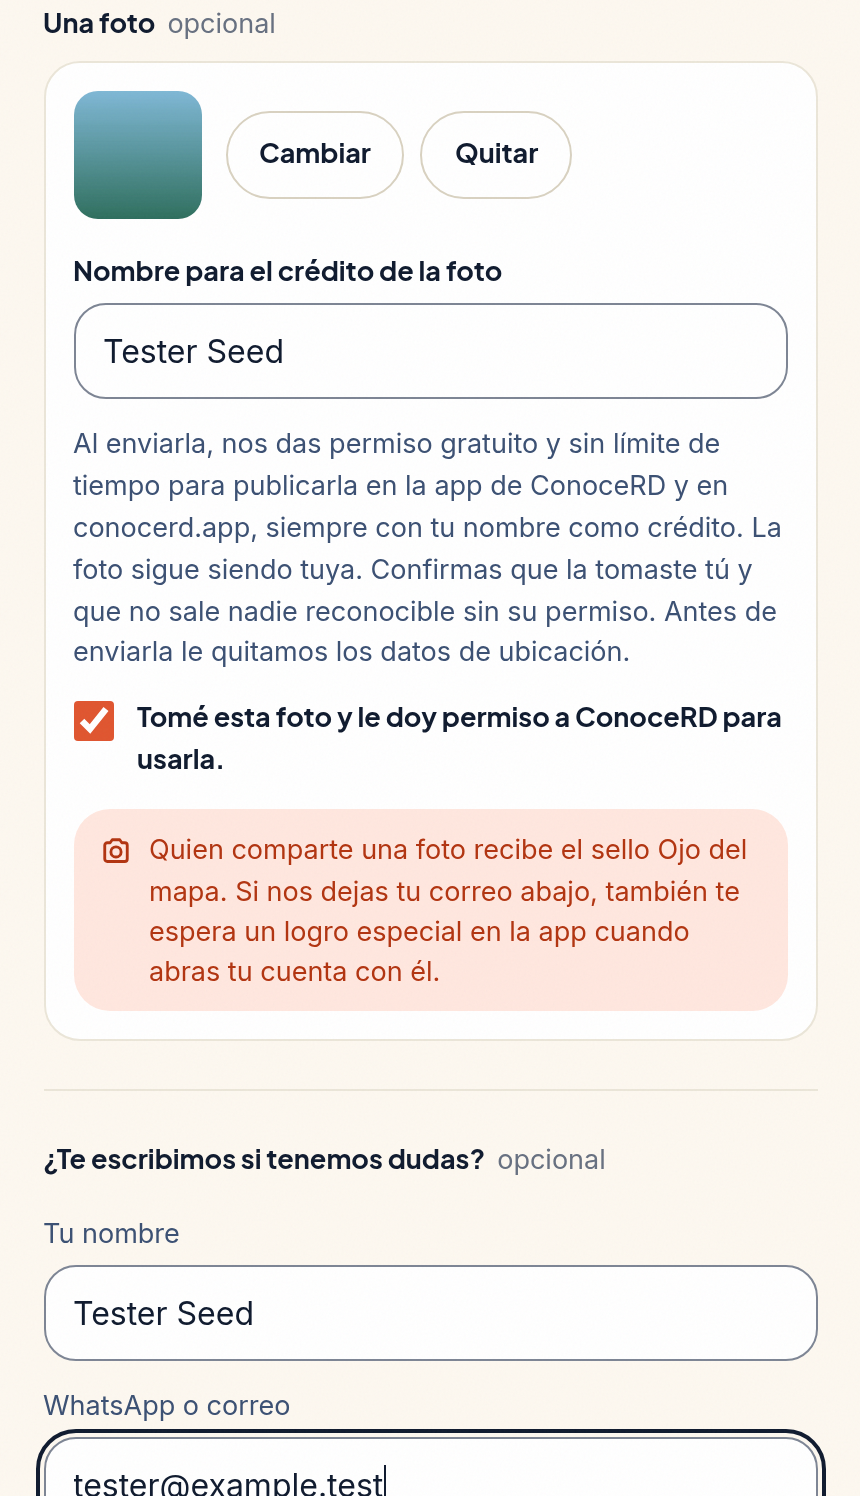 Una foto opcional
Cambiar
Quitar
Nombre para el crédito de la foto
Tester Seed
Al enviarla, nos das permiso gratuito y sin límite de
tiempo para publicarla en la app de ConoceRD y en
conocerd.app, siempre con tu nombre como crédito. La
foto sigue siendo tuya. Confirmas que la tomaste tú y
que no sale nadie reconocible sin su permiso. Antes de
enviarla le quitamos los datos de ubicación.
Tomé esta foto y le doy permiso a ConoceRD para
usarla.
Quien comparte una foto recibe el sello Ojo del
mapa. Si nos dejas tu correo abajo, también te
espera un logro especial en la app cuando
abras tu cuenta con él.
¿Te escribimos si tenemos dudas? opcional
Tu nombre
Tester Seed
WhatsApp o correo
tester@example.test